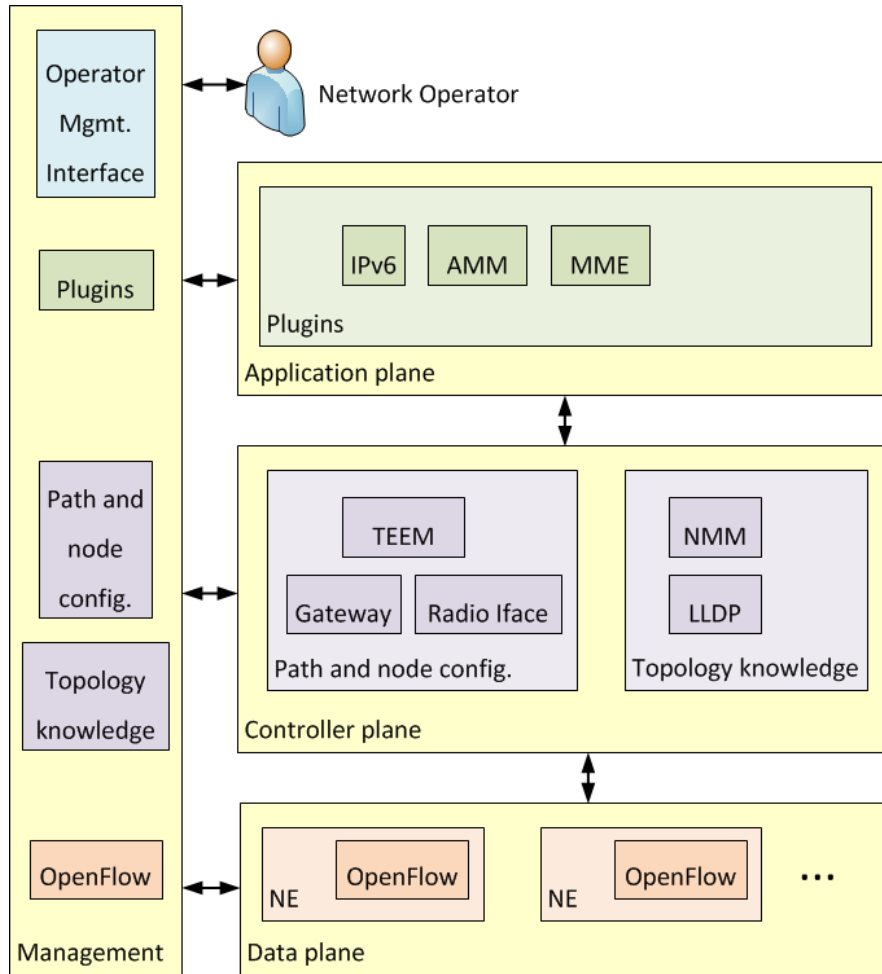 Operator
Mgmt.
Interface
Network Operator
Plugins
IPv6
AMM
MME
Plugins
Application plane
Path and
node
config.
TEEM
Gateway
Radio Iface
Path and node config.
NMM
LLDP
Topology knowledge
Controller plane
Topology
knowledge
OpenFlow
OpenFlow
NE
OpenFlow
NE
...
Management
Data plane